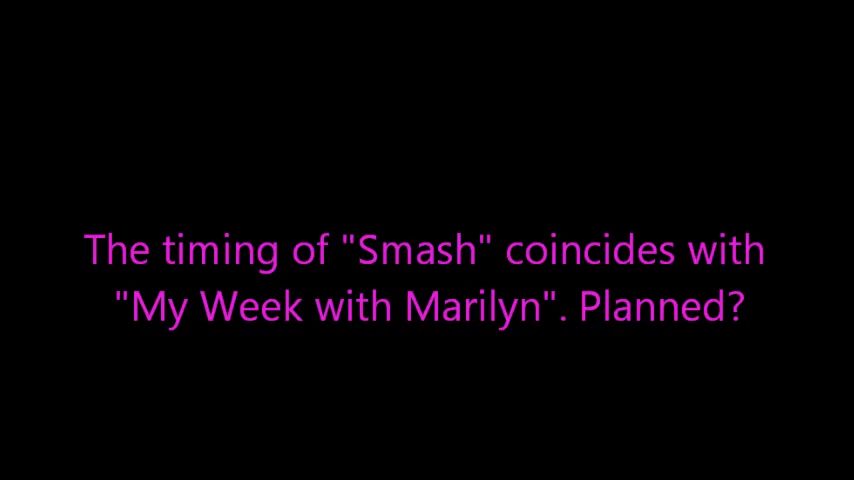 The timing of "Smash" coincides with
"My Week with Marilyn". Planned?